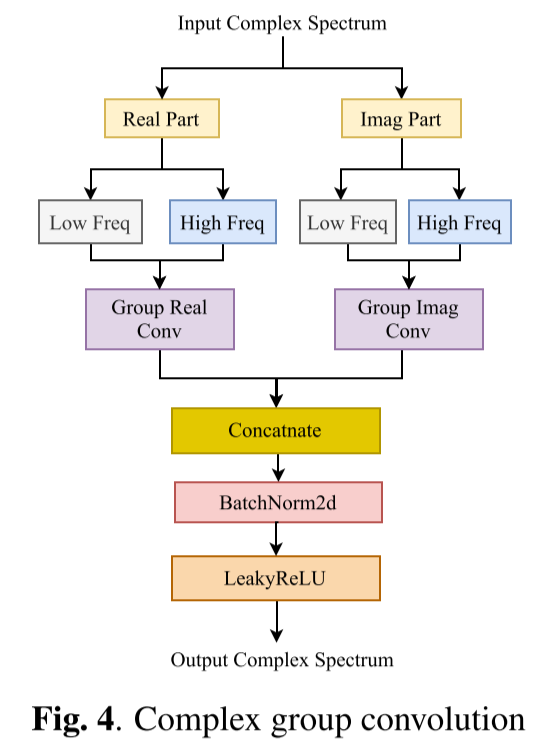 Input Complex Spectrum
Real Part
Imag Part
Low Freq
High Freq
Low Freq
High Freq
Group Real
Conv
Group Imag
Conv
Concatnate
BatchNorm2d
LeakyReLU
Output Complex Spectrum
Fig. 4. Complex group convolution